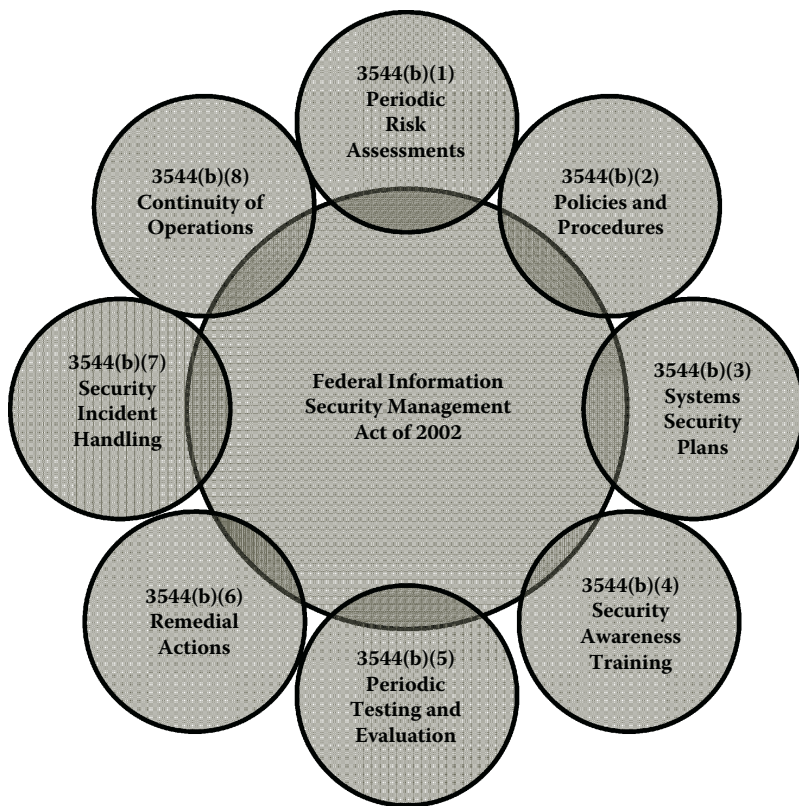 3544(b)(1)
Periodic
Risk
Assessments
3544(b)(2)
Policies and
Procedures
3544(b)(3)
Systems
Security
Plans
3544(b)(4)
Security
Awareness
Training
3544(b)(5)
Periodic
Testing and
Evaluation
3544(b)(6)
Remedial
Actions
3544(b)(7)
Security
Incident
Handling
3544(b)(8)
Continuity of
Operations
Federal Information
Security Management
Act of 2002